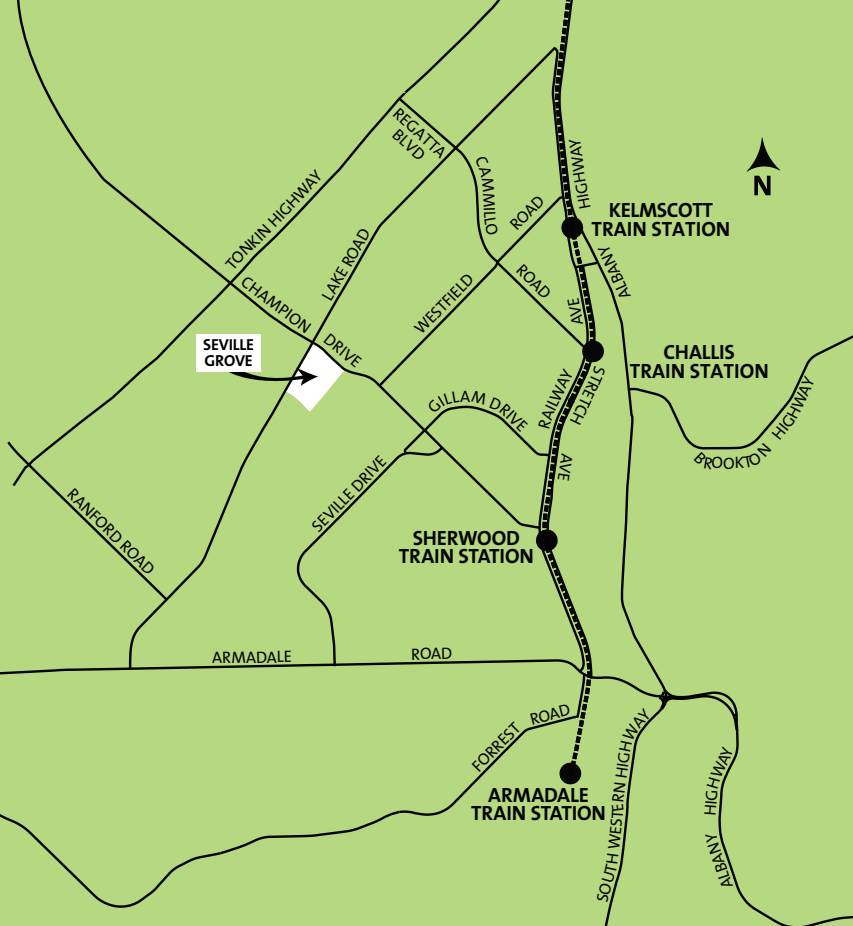 REGATTA
BLVD
CAMMILLO
ROAD
HIGHWAY
N
KELMSCOTT
TRAIN STATION
TONKIN HIGHWAY
LAKE ROAD
ROAD
WESTFIELD
ALBANY
AVE
CHAMPION
DRIVE
SEVILLE
GROVE
CHALLIS
TRAIN STATION
STRETCH
RAILWAY
GILLAM DRIVE
BROOKTON HIGHWAY
AVE
SEVILLE DRIVE
RANFORD ROAD
SHERWOOD
TRAIN STATION
ARMADALE
ROAD
FORREST
ROAD
SOUTH WESTERN HIGHWAY
HIGHWAY
ALBANY
ARMADALE
TRAIN STATION